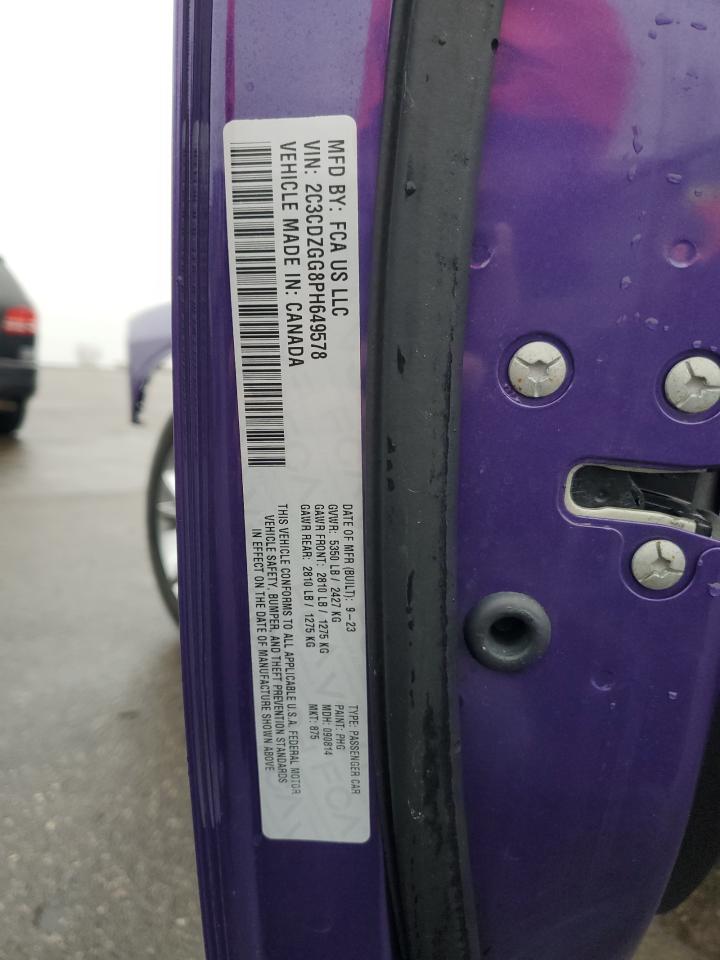 MFD BY: FCA US LLC
VIN: 2C3CDZGG8PH649578
VEHICLE MADE IN: CANADA
DATE OF MFR (BUILT): 9-23
GVWR: 5350 LB / 2427 KG
GAWR FRONT: 2810 LB / 1275 KG
GAWR REAR: 2810 LB / 1275 KG
TYPE: PASSENGER CAR
PAINT: PHG
MDH: 090814
MKT: 875
THIS VEHICLE CONFORMS TO ALL APPLICABLE U.S.A. FEDERAL MOTOR
VEHICLE SAFETY, BUMPER, AND THEFT PREVENTION STANDARDS
IN EFFECT ON THE DATE OF MANUFACTURE SHOWN ABOVE